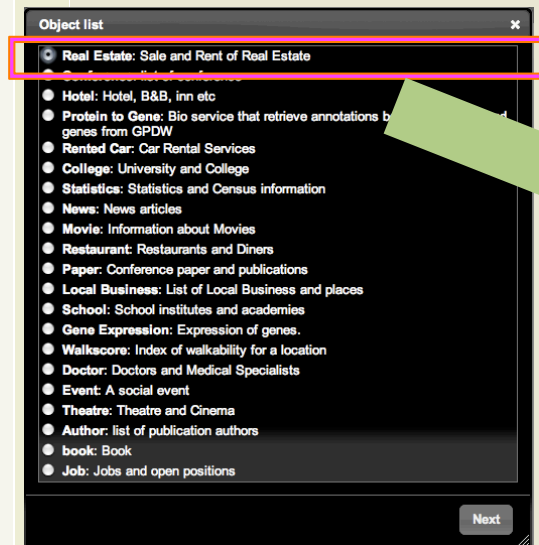 Object list
Real Estate: Sale and Rent of Real Estate
Conference: list of conference
Hotel: Hotel, B&B, inn etc
Protein to Gene: Bio service that retrieve annotations
genes from GPDW
Rented Car: Car Rental Services
College: University and College
Statistics: Statistics and Census information
News: News articles
Movie: Information about Movies
Restaurant: Restaurants and Diners
Paper: Conference paper and publications
Local Business: List of Local Business and places
School: School institutes and academies
Gene Expression: Expression of genes.
Walkscore: Index of walkability for a location
Doctor: Doctors and Medical Specialists
Event: A social event
Theatre: Theatre and Cinema
Author: list of publication authors
book: Book
Job: Jobs and open positions
Next